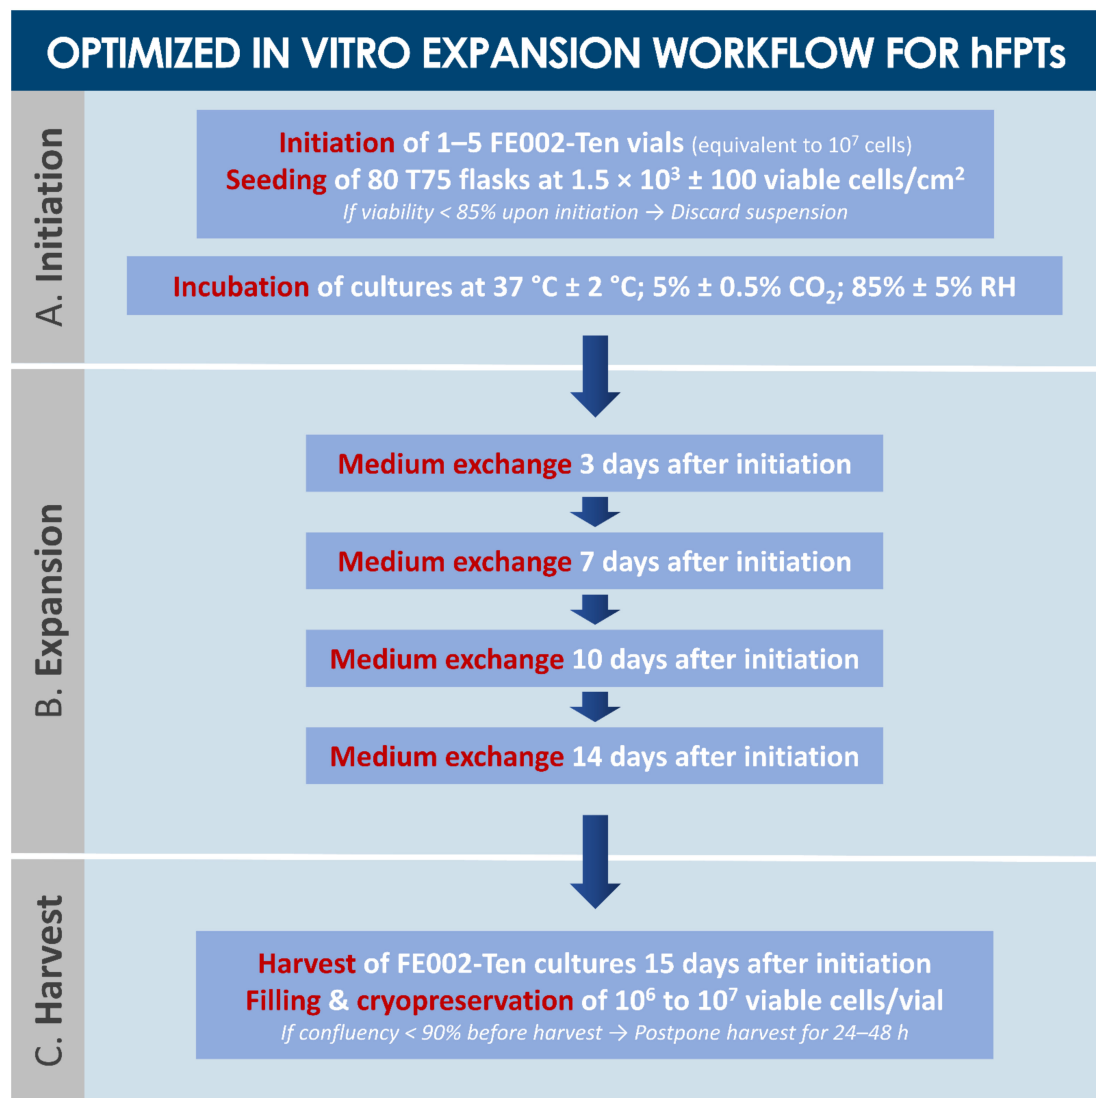 OPTIMIZED IN VITRO EXPANSION WORKFLOW FOR hFPTs
A. Initiation
Initiation of 1–5 FE002-Ten vials (equivalent to 10⁷ cells)
Seeding of 80 T75 flasks at 1.5 × 10³ ± 100 viable cells/cm²
If viability < 85% upon initiation → Discard suspension
Incubation of cultures at 37 °C ± 2 °C; 5% ± 0.5% CO₂; 85% ± 5% RH
B. Expansion
Medium exchange 3 days after initiation
Medium exchange 7 days after initiation
Medium exchange 10 days after initiation
Medium exchange 14 days after initiation
C. Harvest
Harvest of FE002-Ten cultures 15 days after initiation
Filling & cryopreservation of 10⁶ to 10⁷ viable cells/vial
If confluency < 90% before harvest → Postpone harvest for 24–48 h